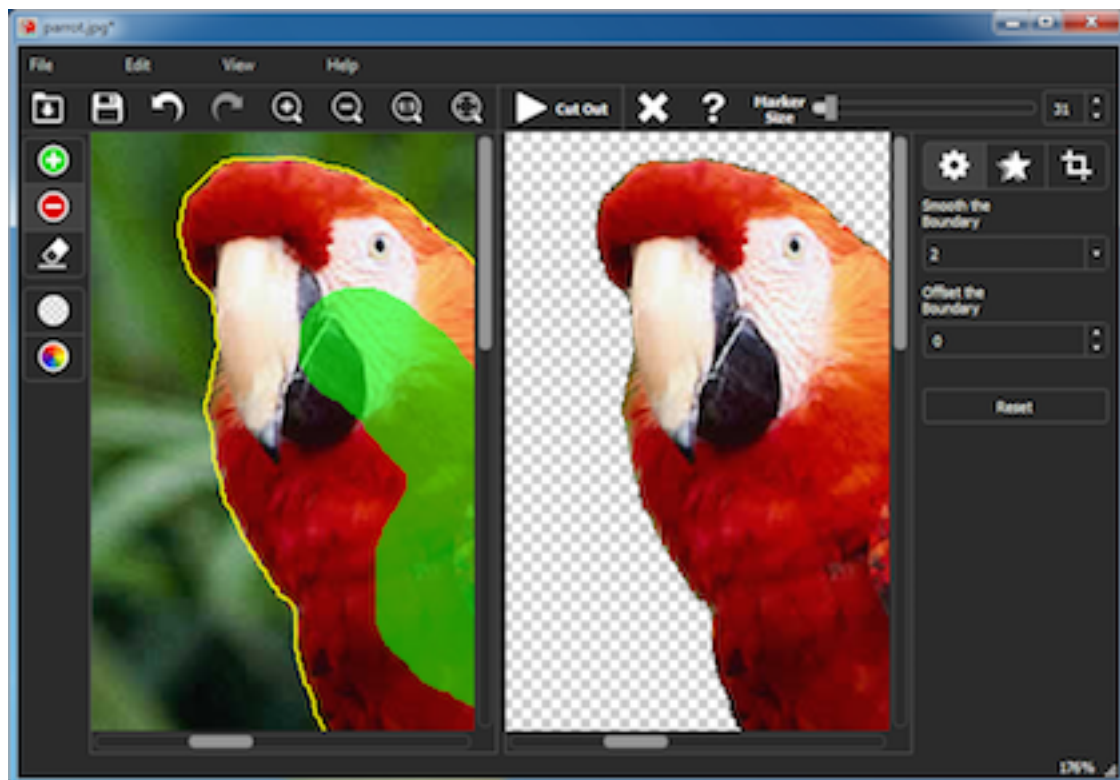 parrot.jpg*
File Edit View Help
Cut Out
Marker
Size
31
Smooth the
Boundary
2
Offset the
Boundary
0
Reset
176%